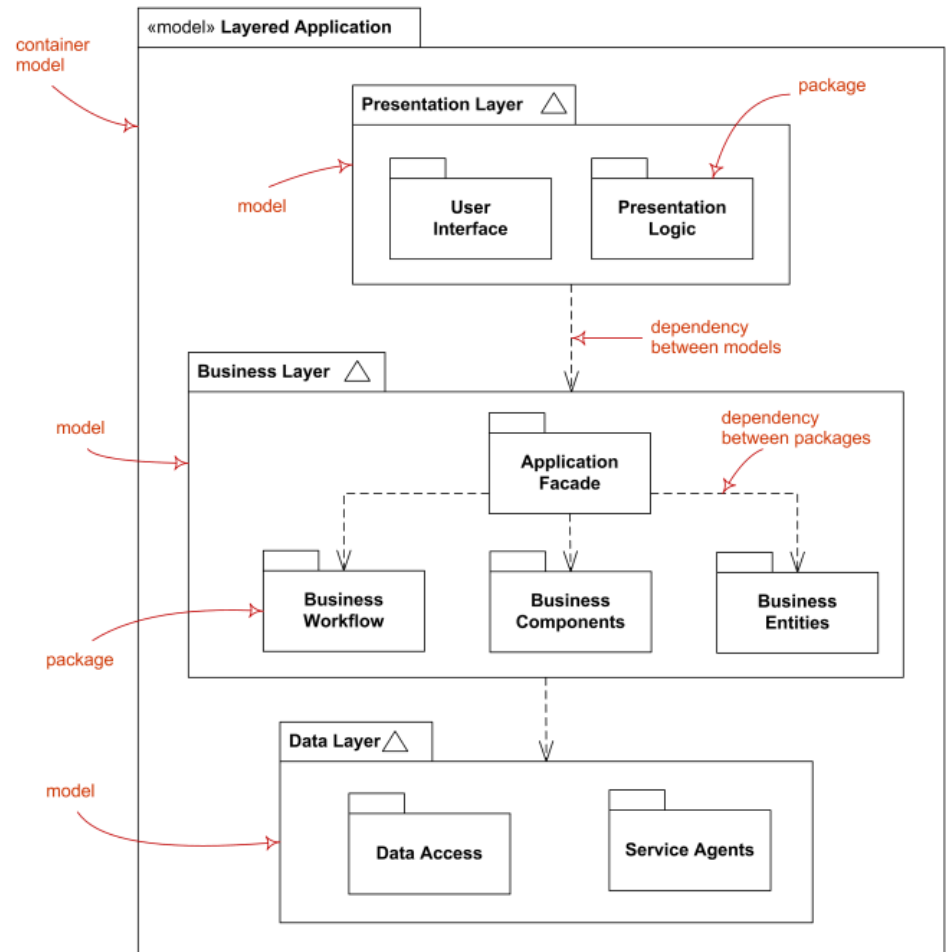 «model» Layered Application
container
model
Presentation Layer
package
model
User
Interface
Presentation
Logic
dependency
between models
Business Layer
model
dependency
between packages
Application
Facade
Business
Workflow
Business
Components
Business
Entities
package
Data Layer
model
Data Access
Service Agents